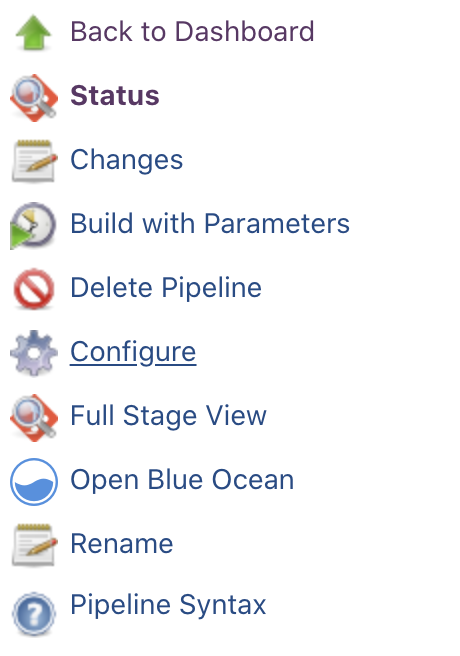 Back to Dashboard
Status
Changes
Build with Parameters
Delete Pipeline
Configure
Full Stage View
Open Blue Ocean
Rename
Pipeline Syntax